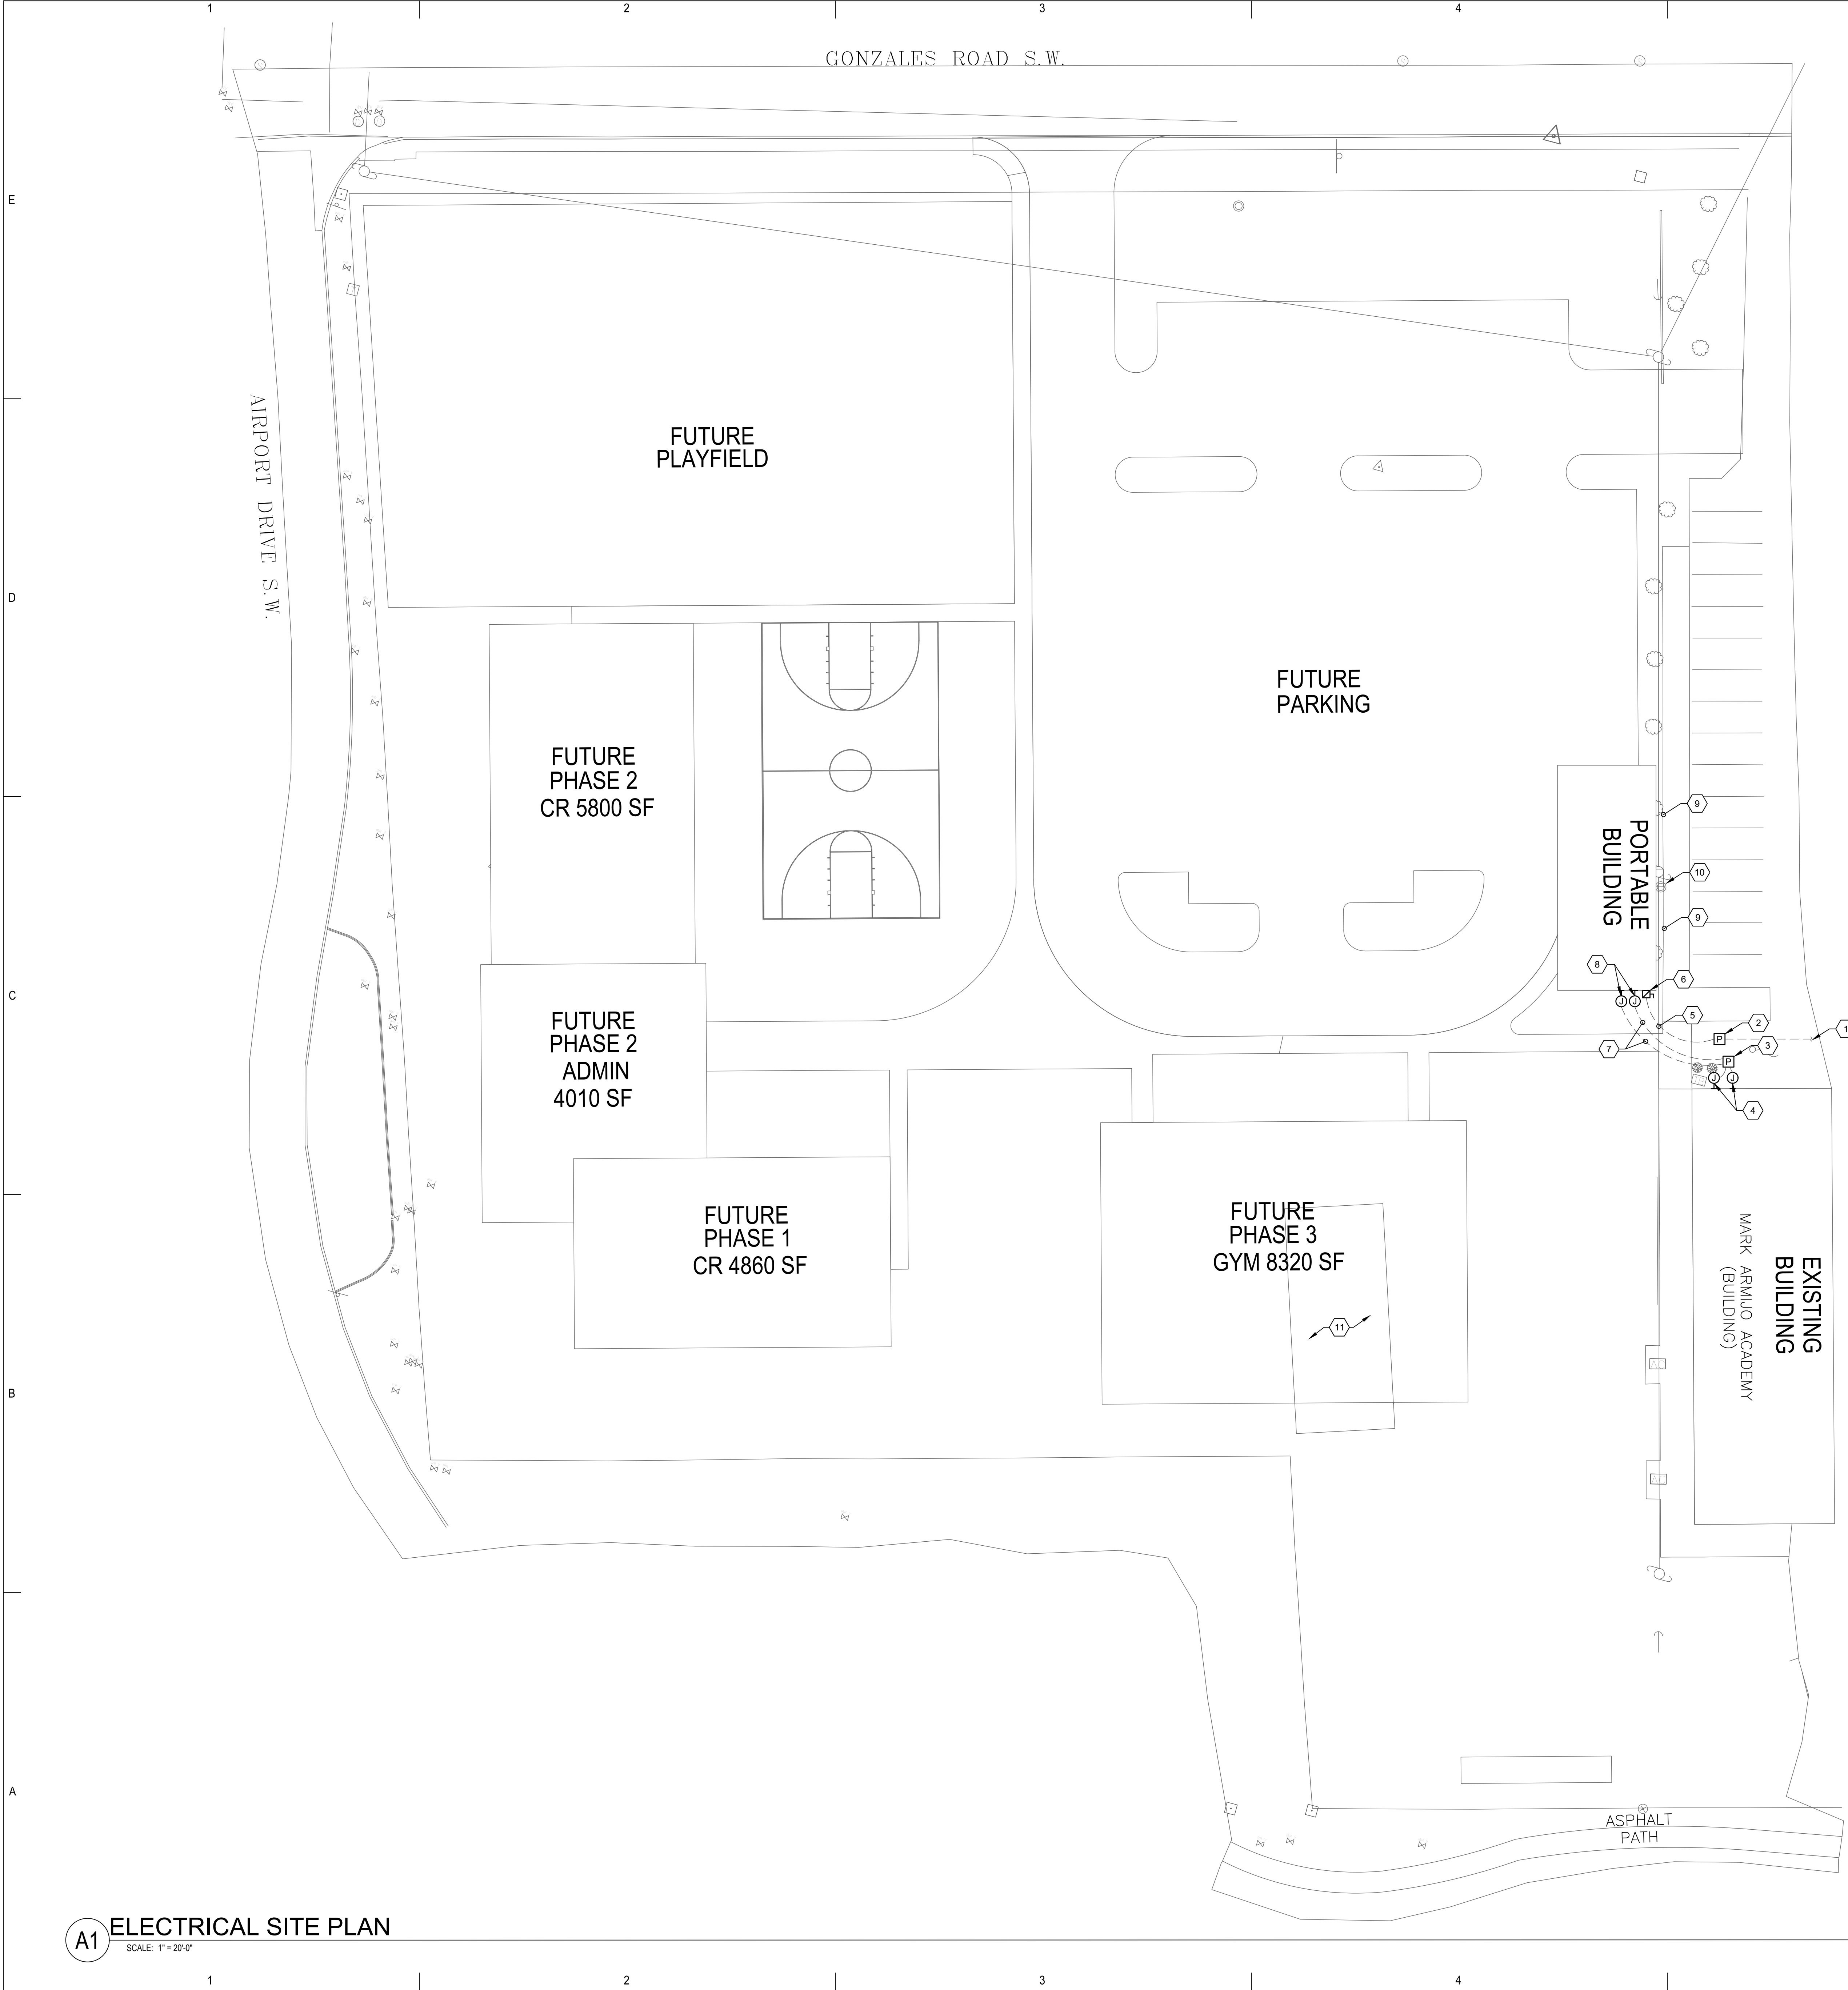 1
2
3
4
GONZALES ROAD S.W.
E
AIRPORT DRIVE S.W.
FUTURE
PLAYFIELD
D
FUTURE
PARKING
FUTURE
PHASE 2
CR 5800 SF
PORTABLE
BUILDING
9
10
9
8
J
J
6
C
5
2
P
1
7
3
P
J
J
4
FUTURE
PHASE 2
ADMIN
4010 SF
FUTURE
PHASE 1
CR 4860 SF
FUTURE
PHASE 3
GYM 8320 SF
11
EXISTING
BUILDING
MARK ARMIJO ACADEMY
(BUILDING)
B
A
ASPHALT
PATH
A1
ELECTRICAL SITE PLAN
SCALE: 1" = 20'-0"
1
2
3
4